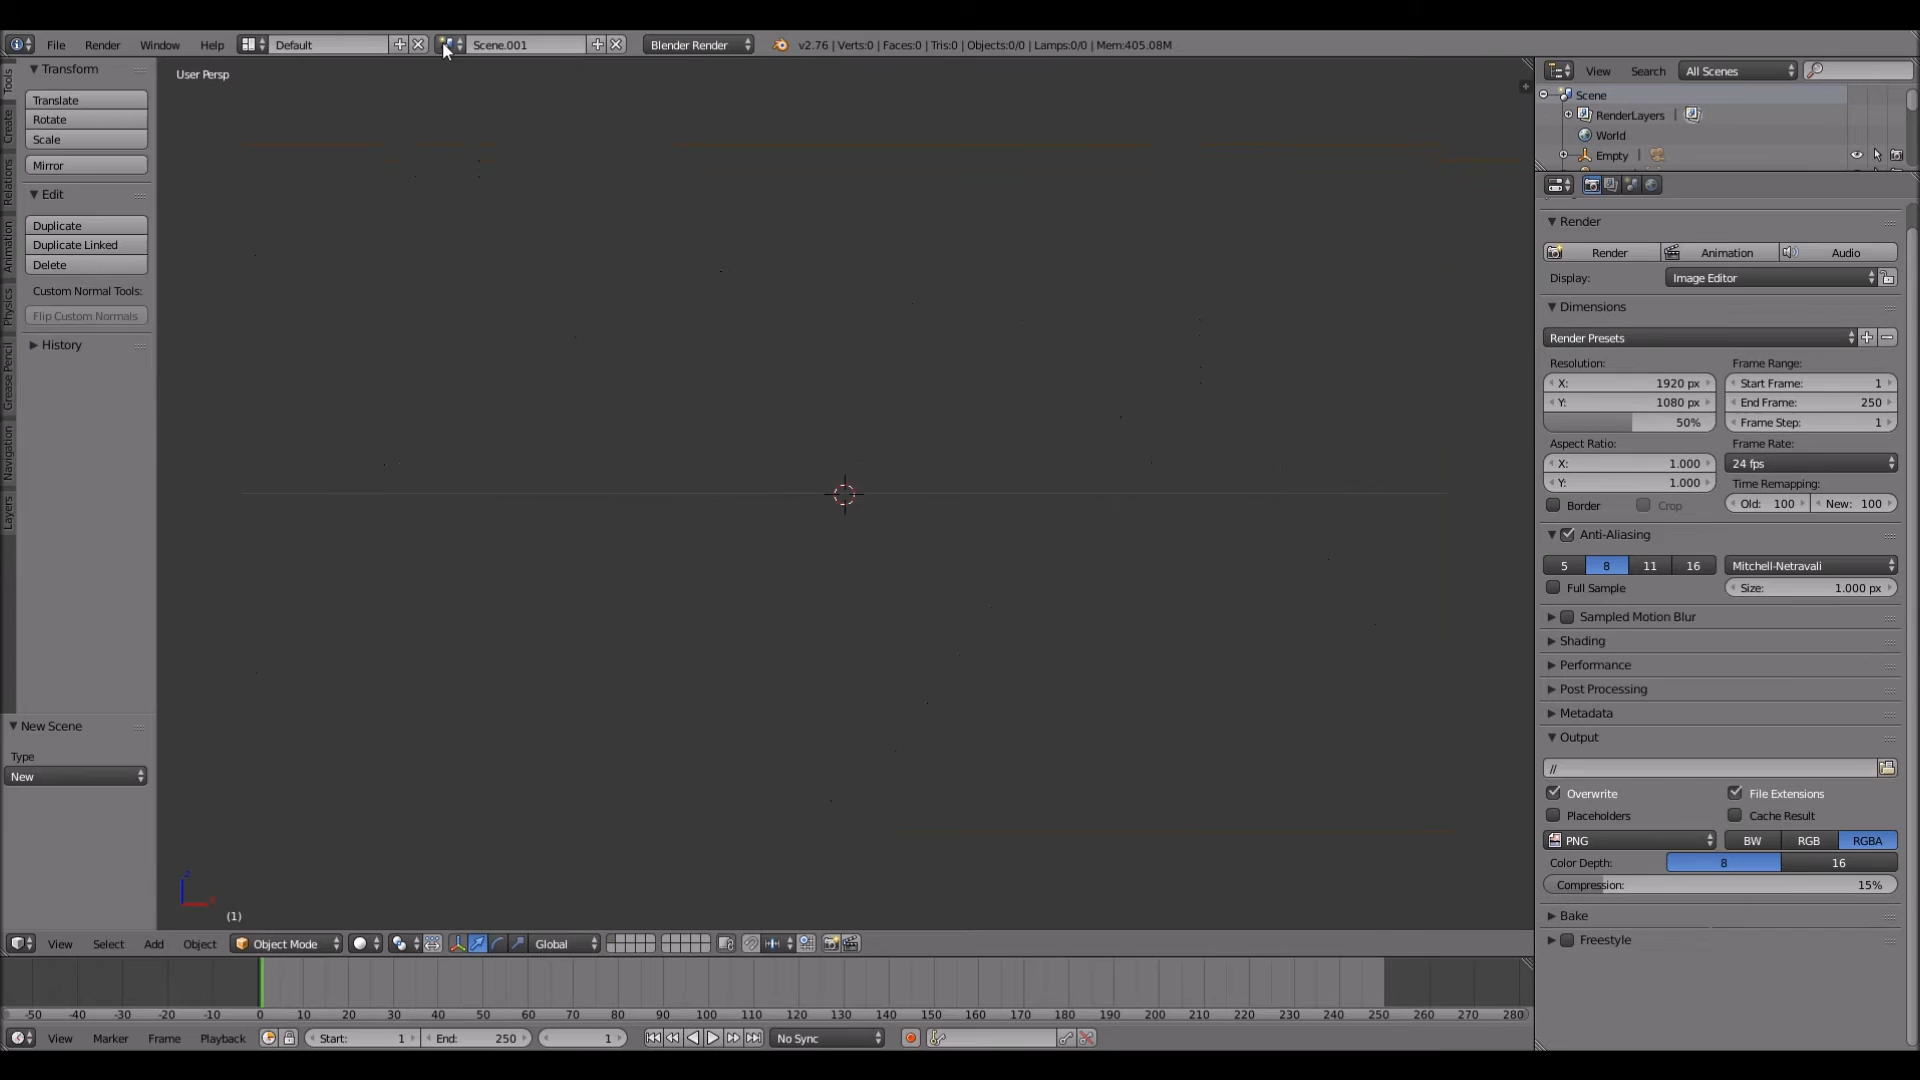 File Render Window Help Default Scene.001 Blender Render v2.76 | Verts:0 | Faces:0 | Tris:0 | Objects:0/0 | Lamps:0/0 | Mem:405.08M
Tools
Create
Relations
Animation
Physics
Grease Pencil
Navigation
Layers
Transform
Translate
Rotate
Scale
Mirror
Edit
Duplicate
Duplicate Linked
Delete
Custom Normal Tools:
Flip Custom Normals
History
New Scene
Type
New
User Persp
(1)
z
x
View Search All Scenes
Scene
RenderLayers |
World
Empty |
Render
Render Animation Audio
Display: Image Editor
Dimensions
Render Presets
Resolution: Frame Range:
X: 1920 px Start Frame: 1
Y: 1080 px End Frame: 250
50% Frame Step: 1
Aspect Ratio: Frame Rate:
X: 1.000 24 fps
Y: 1.000 Time Remapping:
Border Crop Old: 100 New: 100
Anti-Aliasing
5 8 11 16 Mitchell-Netravali
Full Sample Size: 1.000 px
Sampled Motion Blur
Shading
Performance
Post Processing
Metadata
Output
//
Overwrite File Extensions
Placeholders Cache Result
PNG BW RGB RGBA
Color Depth: 8 16
Compression: 15%
Bake
Freestyle
View Select Add Object Object Mode Global
-50 -40 -30 -20 -10 0 10 20 30 40 50 60 70 80 90 100 110 120 130 140 150 160 170 180 190 200 210 220 230 240 250 260 270 280
View Marker Frame Playback Start: 1 End: 250 1 No Sync